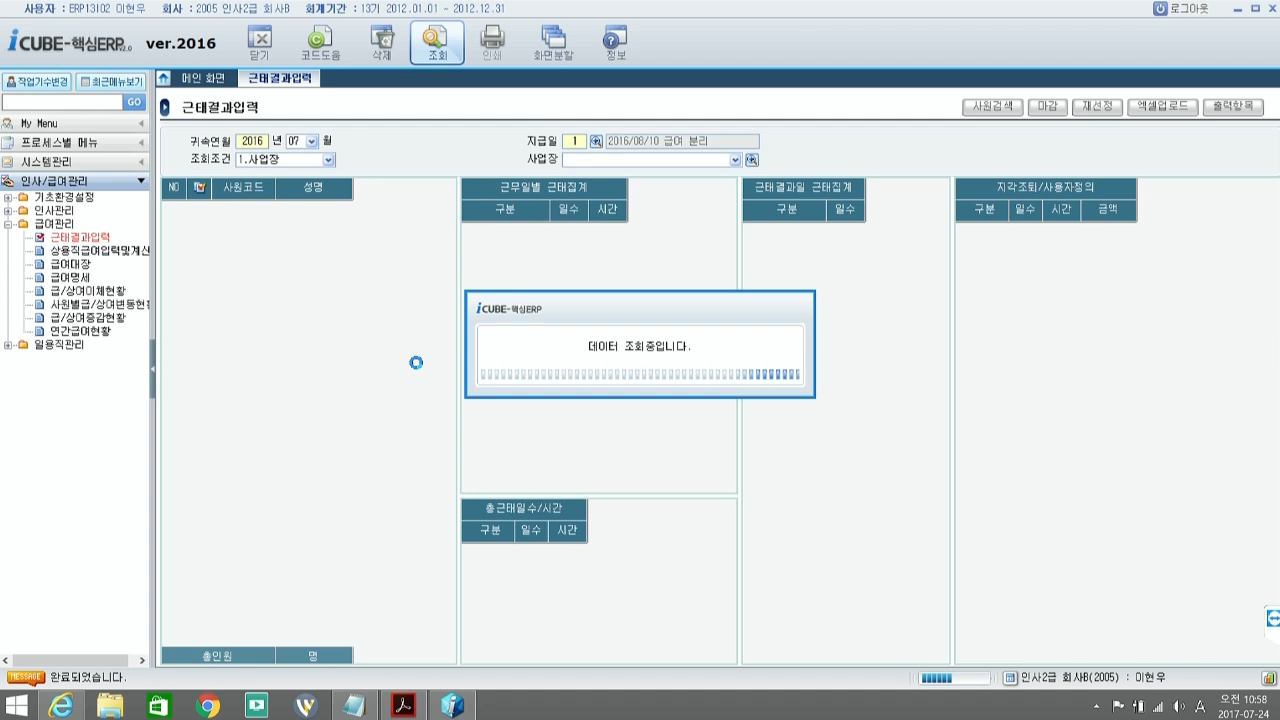 사용자 : ERP13I02 이현우 회사 : 2005 인사2급 회사B 회계기간 : 13기 2012.01.01 - 2012.12.31 로그아웃
iCUBE-핵심ERP v2.0 ver.2016 닫기 코드도움 삭제 조회 인쇄 화면분할 정보
작업기수변경 최근메뉴보기 메인 화면 근태결과입력
GO 근태결과입력 사원검색 마감 재선정 엑셀업로드 출력항목
My Menu
프로세스별 메뉴 귀속연월 2016 년 07 월 지급일 1 2016/08/10 급여 분리
시스템관리 조회조건 1.사업장 사업장
인사/급여관리 NO 사원코드 성명 근무일별 근태집계 근태결과일 근태집계 지각조퇴/사용자정의
기초환경설정
인사관리 구분 일수 시간 구분 일수 구분 일수 시간 금액
급여관리
근태결과입력
상용직급여입력및계산
급여대장
급여명세
급/상여이체현황
사원별급/상여변동현황
급/상여증감현황
연간급여현황
일용직관리
iCUBE-핵심ERP
데이터 조회중입니다.
총근태일수/시간
구분 일수 시간
총인원 명
MESSAGE 완료되었습니다. 인사2급 회사B(2005) : 이현우
A 오전 10:58
2017-07-24